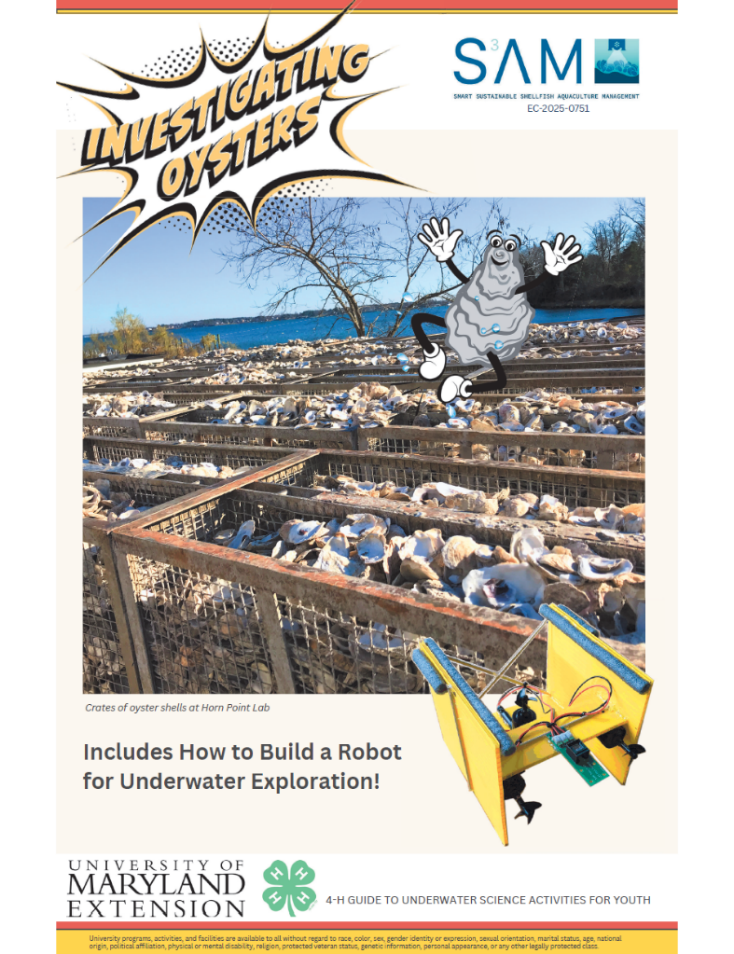 INVESTIGATING
OYSTERS
S³AM
SMART SUSTAINABLE SHELLFISH AQUACULTURE MANAGEMENT
EC-2025-0751
Crates of oyster shells at Horn Point Lab
Includes How to Build a Robot
for Underwater Exploration!
UNIVERSITY OF
MARYLAND
EXTENSION
H H H H
4-H GUIDE TO UNDERWATER SCIENCE ACTIVITIES FOR YOUTH
University programs, activities, and facilities are available to all without regard to race, color, sex, gender identity or expression, sexual orientation, marital status, age, national
origin, political affiliation, physical or mental disability, religion, protected veteran status, genetic information, personal appearance, or any other legally protected class.